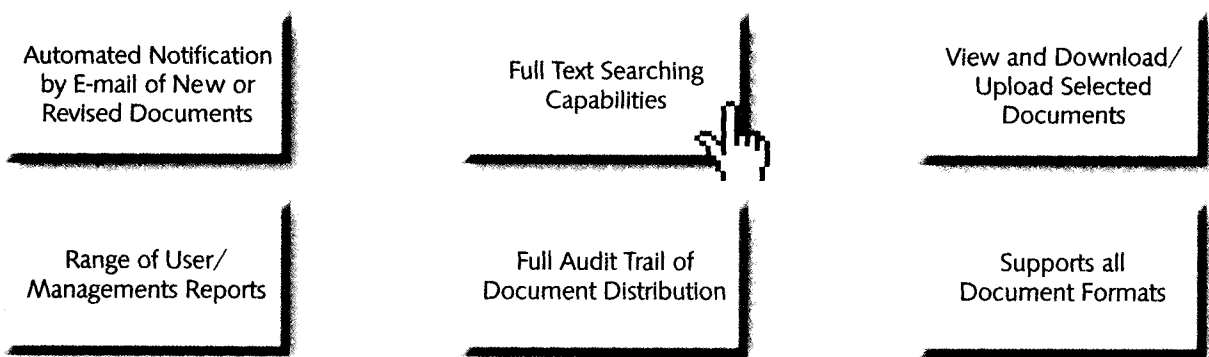 Automated Notification
by E-mail of New or
Revised Documents
Full Text Searching
Capabilities
View and Download/
Upload Selected
Documents
Range of User/
Managements Reports
Full Audit Trail of
Document Distribution
Supports all
Document Formats